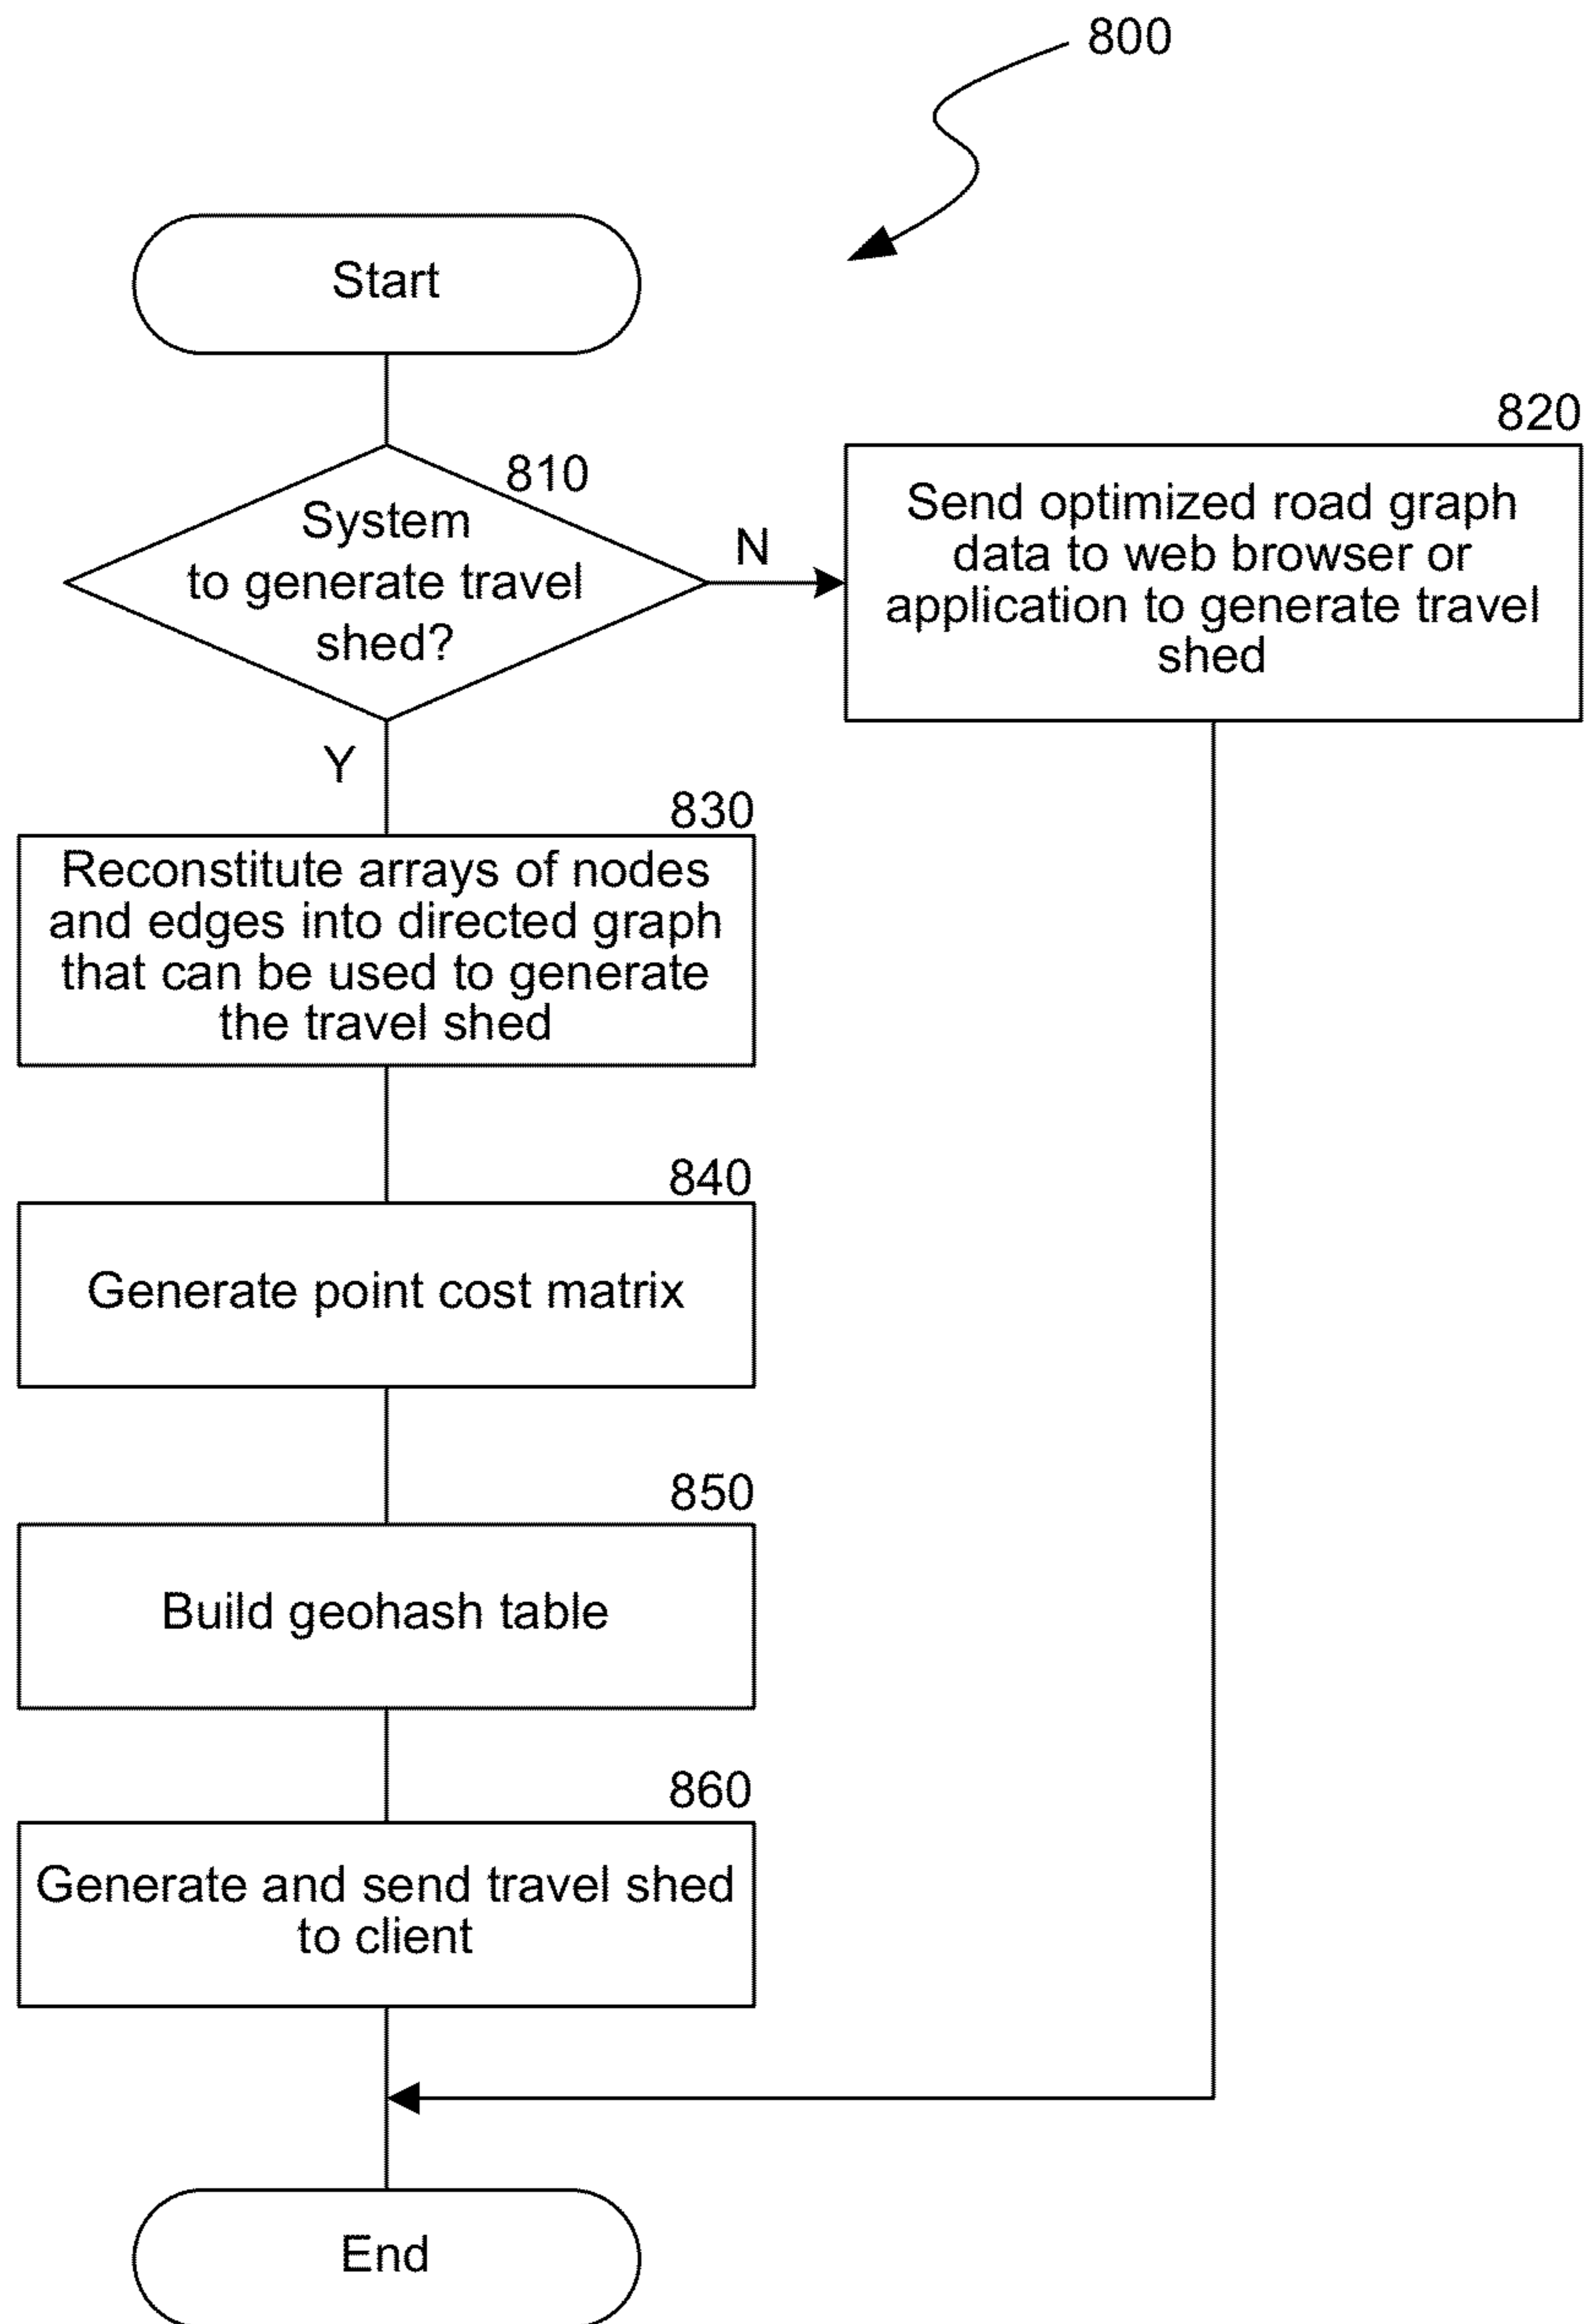 800
Start
810
System
to generate travel
shed?
N
820
Send optimized road graph
data to web browser or
application to generate travel
shed
Y
830
Reconstitute arrays of nodes
and edges into directed graph
that can be used to generate
the travel shed
840
Generate point cost matrix
850
Build geohash table
860
Generate and send travel shed
to client
End